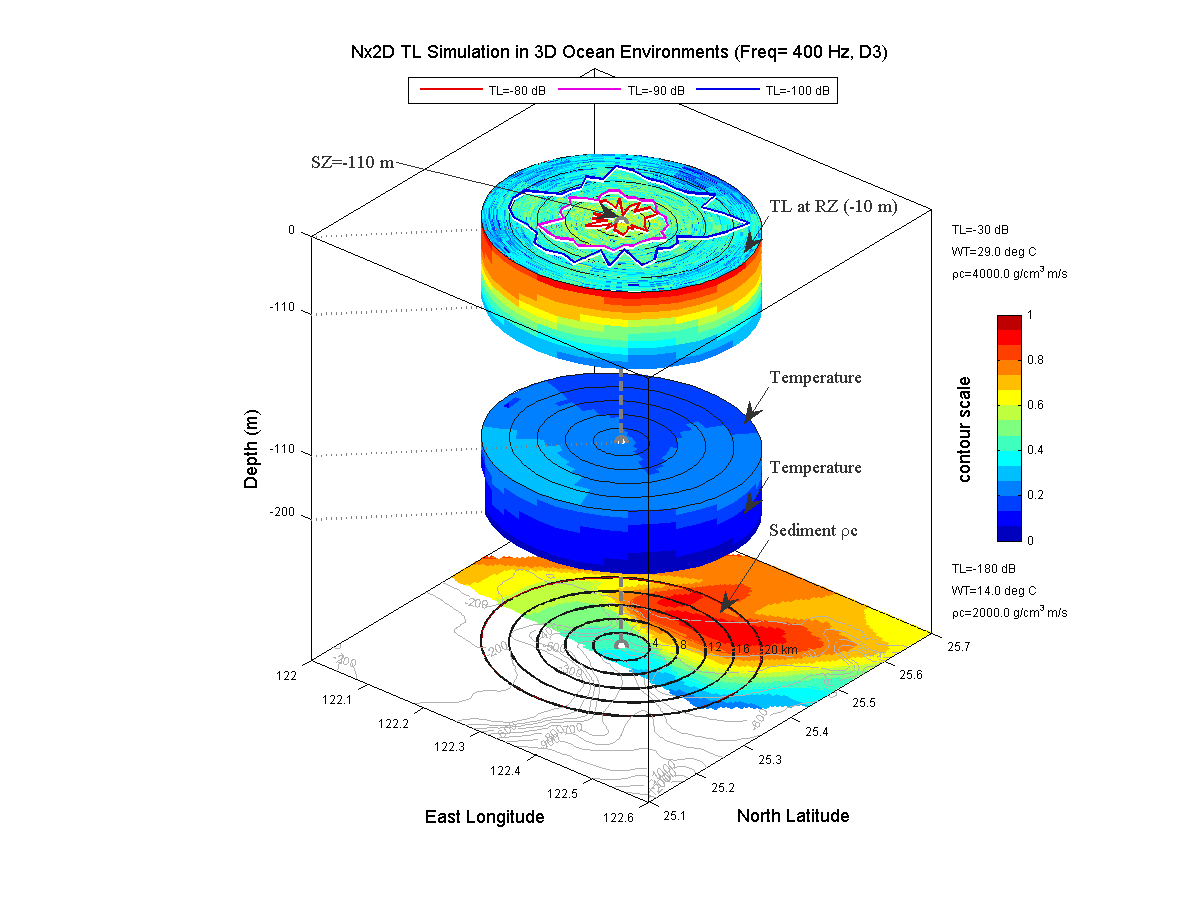 Nx2D TL Simulation in 3D Ocean Environments (Freq= 400 Hz, D3)
TL=-80 dB TL=-90 dB TL=-100 dB
SZ=-110 m
TL at RZ (-10 m)
0
-110
-110
-200
Depth (m)
TL=-30 dB
WT=29.0 deg C
ρc=4000.0 g/cm³ m/s
1
0.8
0.6
0.4
0.2
0
contour scale
TL=-180 dB
WT=14.0 deg C
ρc=2000.0 g/cm³ m/s
Temperature
Temperature
Sediment ρc
-200
-200
4 8 12 16 20 km
122
122.1
122.2
122.3
122.4
122.5
122.6
East Longitude
25.1
25.2
25.3
25.4
25.5
25.6
25.7
North Latitude